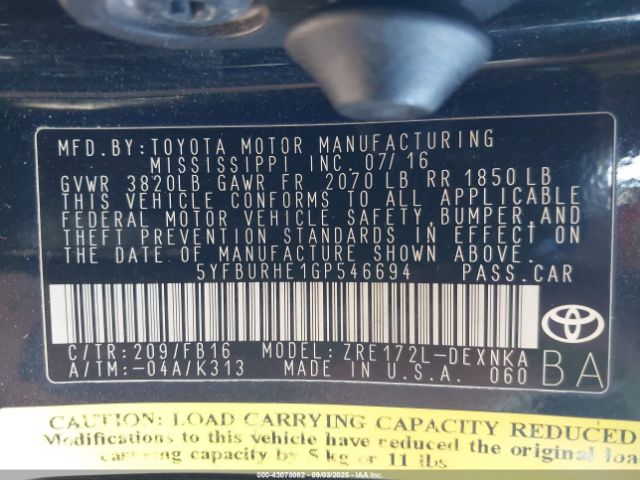 MFD.BY: TOYOTA MOTOR MANUFACTURING
MISSISSIPPI INC. 07/16
GVWR 3820LB GAWR FR 2070 LB RR 1850 LB
THIS VEHICLE CONFORMS TO ALL APPLICABLE
FEDERAL MOTOR VEHICLE SAFETY, BUMPER, AND
THEFT PREVENTION STANDARDS IN EFFECT ON
THE DATE OF MANUFACTURE SHOWN ABOVE.
5YFBURHE1GP546694 PASS.CAR
C/TR:209/FB16 MODEL: ZRE172L-DEXNKA
A/TM:-04A/K313 MADE IN U.S.A. 060 BA
CAUTION: LOAD CARRYING CAPACITY REDUCED
Modifications to this vehicle have reduced the original load
carrying capacity by 5 kg or 11 lbs
#00 - 43078082 - 09/03/2025 - IAA Inc.